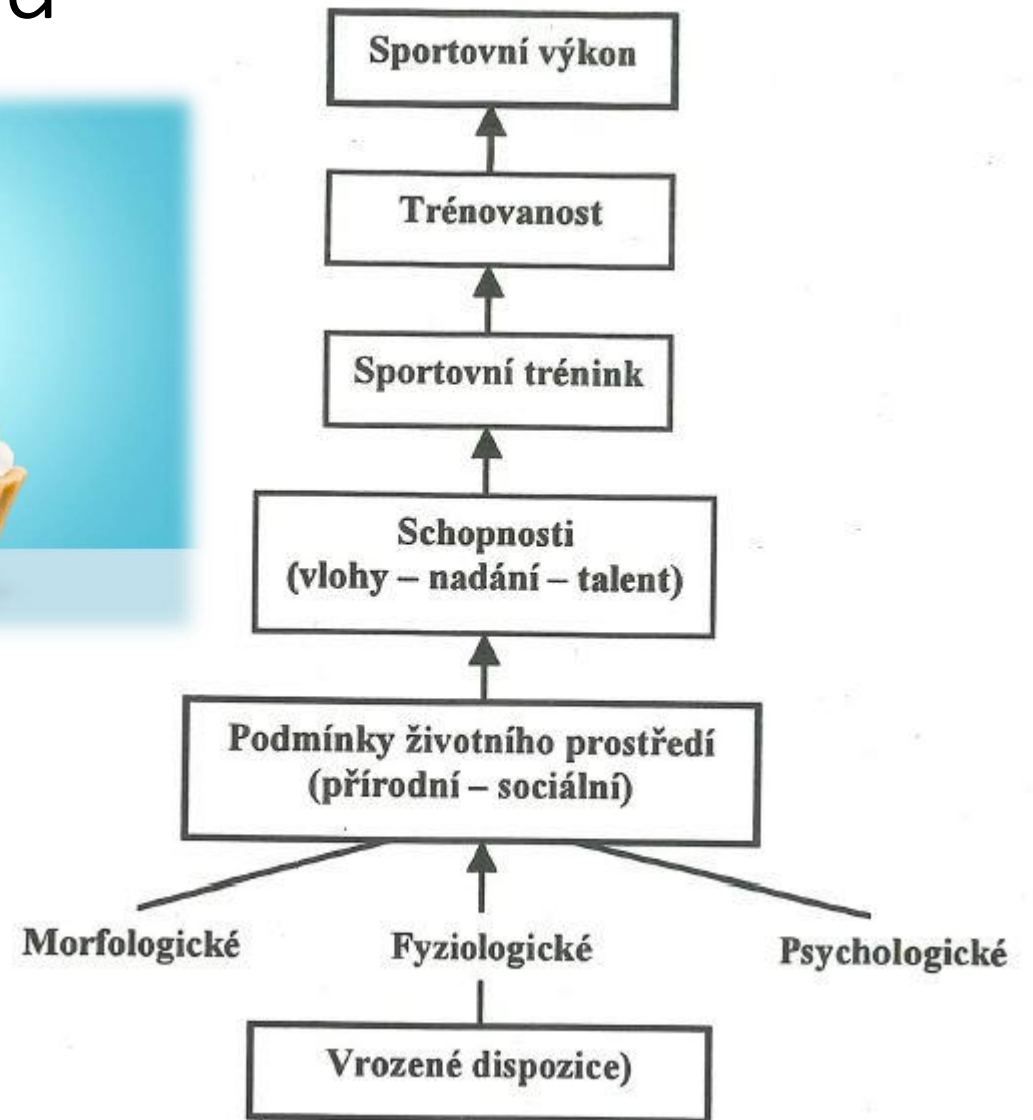 Sportovní výkon
Trénovanost
Sportovní trénink
Schopnosti
(vlohy – nadání – talent)
Podmínky životního prostředí
(přírodní – sociální)
Morfologické
Fyziologické
Psychologické
Vrozené dispozice)